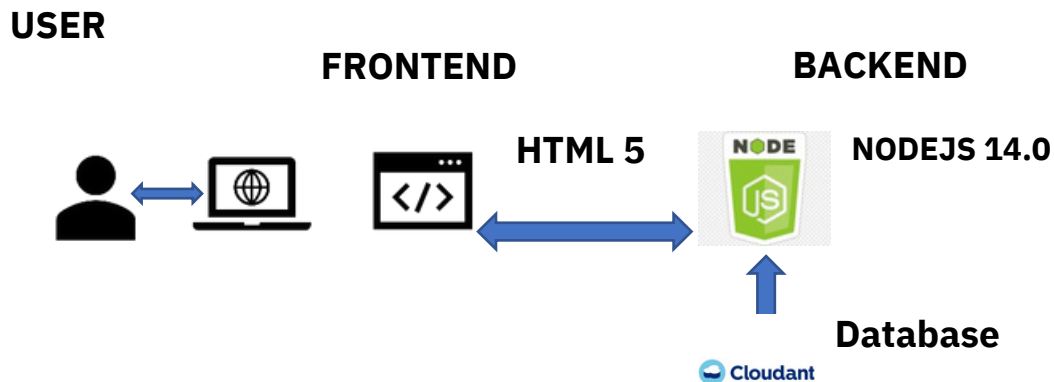 USER
FRONTEND
BACKEND
HTML 5
NODE
JS
NODEJS 14.0
</>
Database
Cloudant